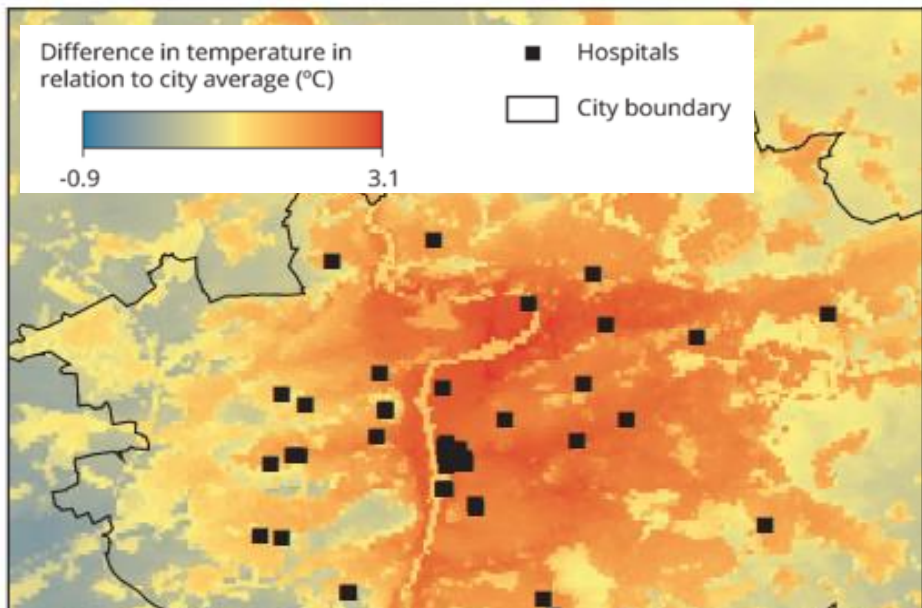 Difference in temperature in
relation to city average (ºC)
-0.9
3.1
Hospitals
City boundary